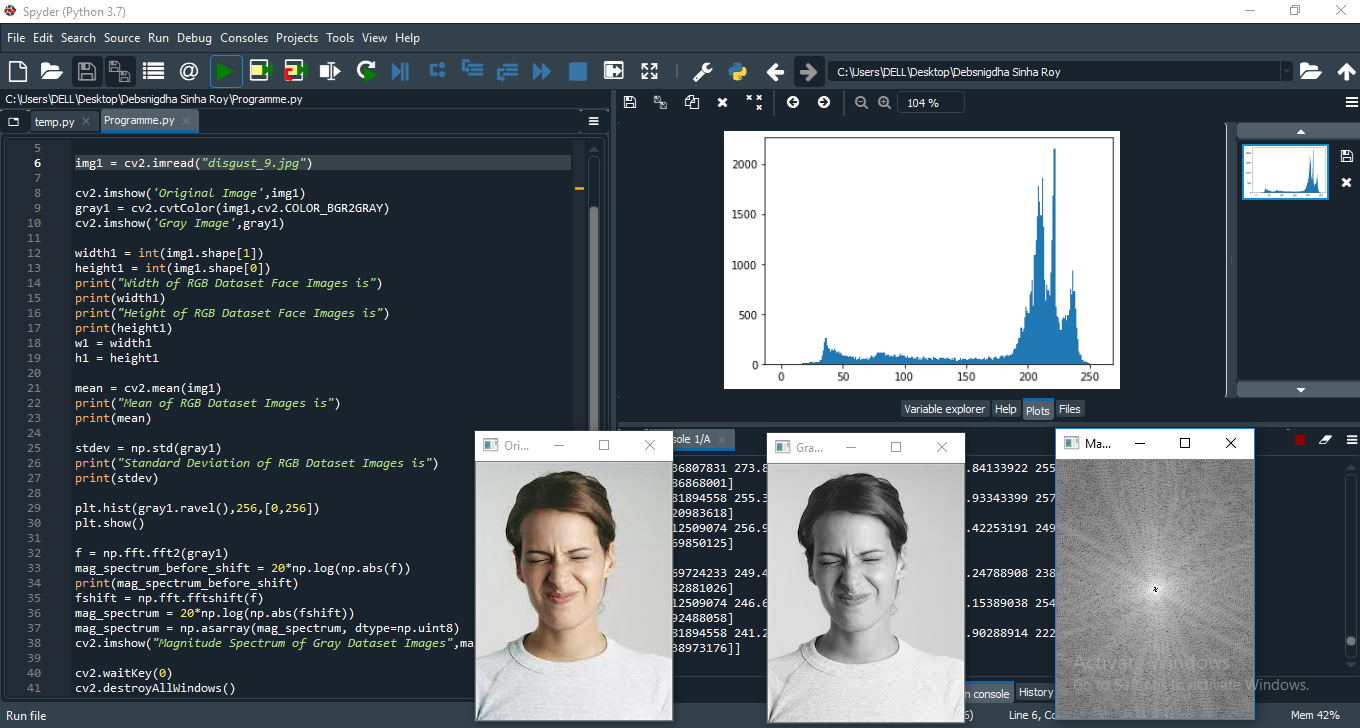 Spyder (Python 3.7)
File Edit Search Source Run Debug Consoles Projects Tools View Help
C:\Users\DELL\Desktop\Debsnigdha Sinha Roy
C:\Users\DELL\Desktop\Debsnigdha Sinha Roy\Programme.py
temp.py
Programme.py
5
6 img1 = cv2.imread("disgust_9.jpg")
7
8 cv2.imshow('Original Image',img1)
9 gray1 = cv2.cvtColor(img1,cv2.COLOR_BGR2GRAY)
10 cv2.imshow('Gray Image',gray1)
11
12 width1 = int(img1.shape[1])
13 height1 = int(img1.shape[0])
14 print("Width of RGB Dataset Face Images is")
15 print(width1)
16 print("Height of RGB Dataset Face Images is")
17 print(height1)
18 w1 = width1
19 h1 = height1
20
21 mean = cv2.mean(img1)
22 print("Mean of RGB Dataset Images is")
23 print(mean)
24
25 stdev = np.std(gray1)
26 print("Standard Deviation of RGB Dataset Images is")
27 print(stdev)
28
29 plt.hist(gray1.ravel(),256,[0,256])
30 plt.show()
31
32 f = np.fft.fft2(gray1)
33 mag_spectrum_before_shift = 20*np.log(np.abs(f))
34 print(mag_spectrum_before_shift)
35 fshift = np.fft.fftshift(f)
36 mag_spectrum = 20*np.log(np.abs(fshift))
37 mag_spectrum = np.asarray(mag_spectrum, dtype=np.uint8)
38 cv2.imshow("Magnitude Spectrum of Gray Dataset Images",ma
39
40 cv2.waitKey(0)
41 cv2.destroyAllWindows()
104 %
2000
1500
1000
500
0
0 50 100 150 200 250
Variable explorer Help Plots Files
sole 1/A
36807831 273.8
.84133922 255
36868001]
81894558 255.3
.93343399 257
20983618]
12509074 256.9
.42253191 249
69850125]
69724233 249.4
.24788908 238
82881026]
12509074 246.6
.15389038 254
92488058]
81894558 241.2
.90288914 222
38973176]]
Ori...
Gra...
Ma...
Activate Windows
Go to Settings to activate Windows.
n console History
Run file
Line 6, Co
Mem 42%